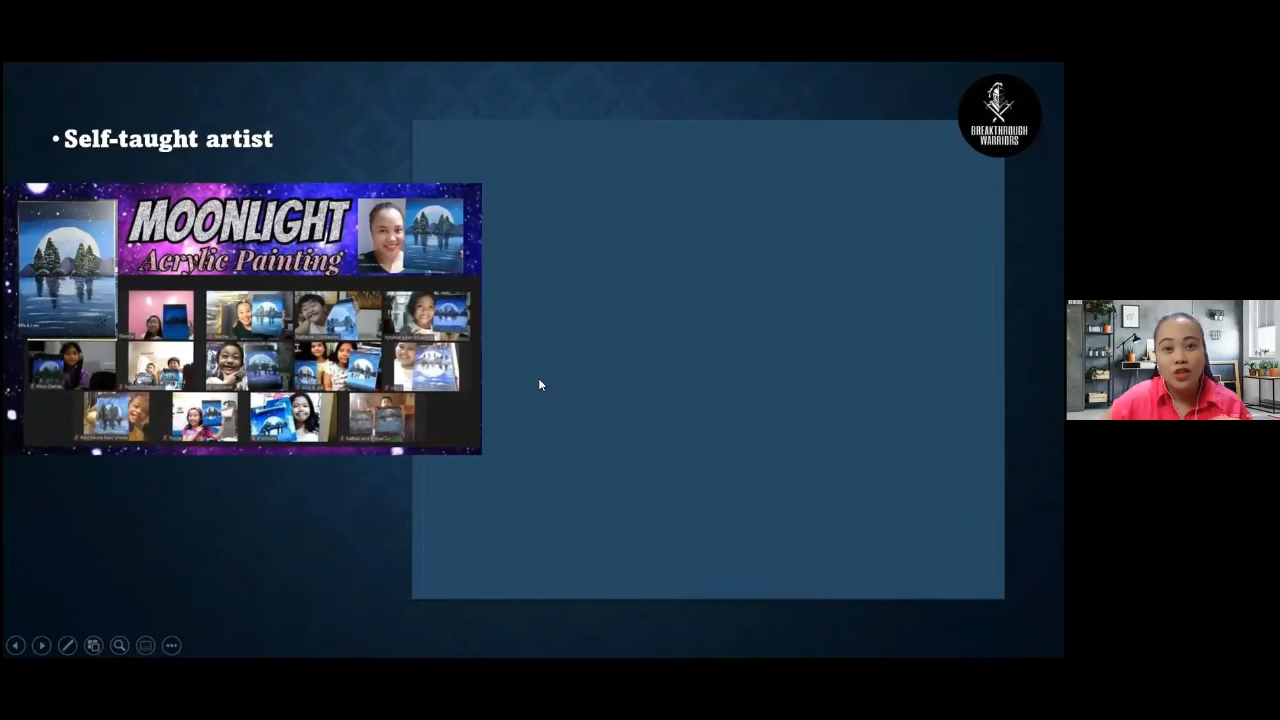 • Self-taught artist
BREAKTHROUGH
WARRIORS
MOONLIGHT
Acrylic Painting